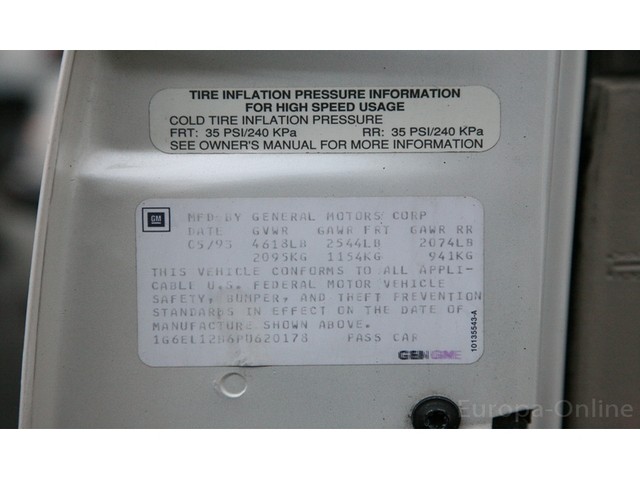 TIRE INFLATION PRESSURE INFORMATION
FOR HIGH SPEED USAGE
COLD TIRE INFLATION PRESSURE
FRT: 35 PSI/240 KPa RR: 35 PSI/240 KPa
SEE OWNER'S MANUAL FOR MORE INFORMATION
GM
MFD BY GENERAL MOTORS CORP
DATE GVWR GAWR FRT GAWR RR
05/93 4618LB 2544LB 2074LB
2095KG 1154KG 941KG
THIS VEHICLE CONFORMS TO ALL APPLI-
CABLE U.S. FEDERAL MOTOR VEHICLE
SAFETY, BUMPER, AND THEFT PREVENTION
STANDARDS IN EFFECT ON THE DATE OF
MANUFACTURE SHOWN ABOVE.
PASS CAR
10135543-A
Europa-Online